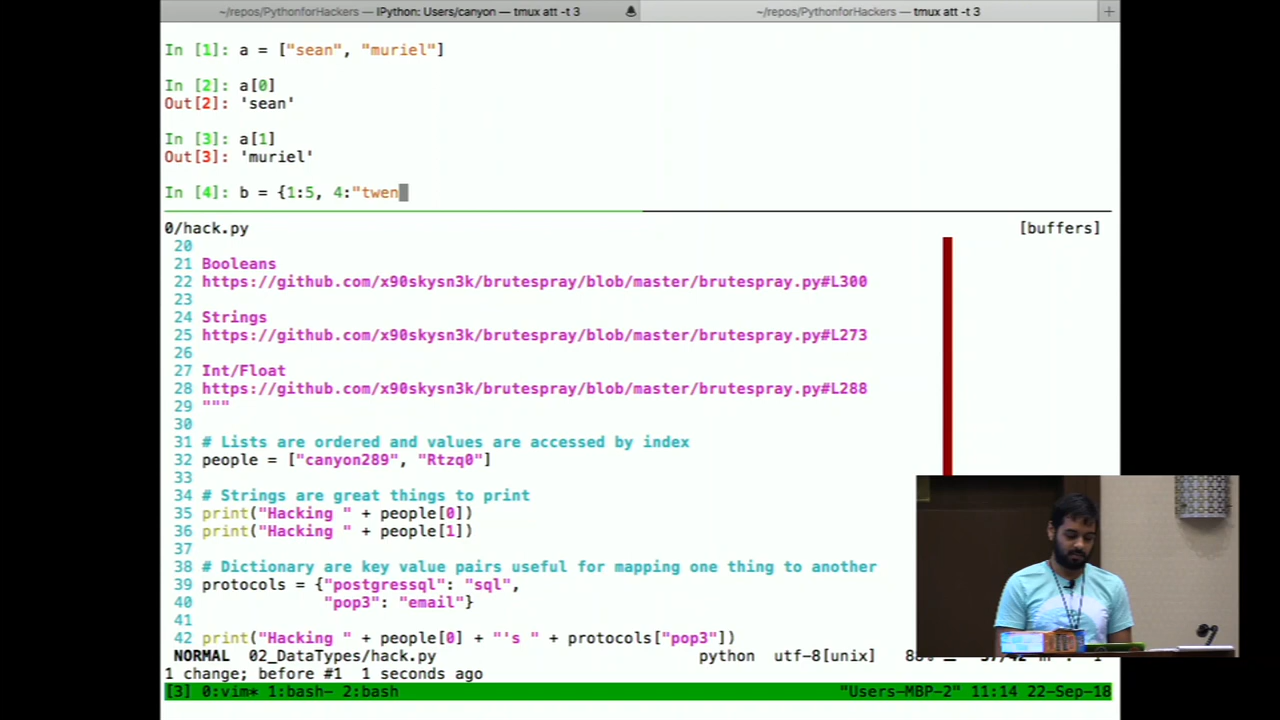 ~/repos/PythonforHackers — IPython: Users/canyon — tmux att -t 3
~/repos/PythonforHackers — tmux att -t 3
In [1]: a = ["sean", "muriel"]
In [2]: a[0]
Out[2]: 'sean'
In [3]: a[1]
Out[3]: 'muriel'
In [4]: b = {1:5, 4:"twen
0/hack.py [buffers]
20
21 Booleans
22 https://github.com/x90skysn3k/brutespray/blob/master/brutespray.py#L300
23
24 Strings
25 https://github.com/x90skysn3k/brutespray/blob/master/brutespray.py#L273
26
27 Int/Float
28 https://github.com/x90skysn3k/brutespray/blob/master/brutespray.py#L288
29 """
30
31 # Lists are ordered and values are accessed by index
32 people = ["canyon289", "Rtzq0"]
33
34 # Strings are great things to print
35 print("Hacking " + people[0])
36 print("Hacking " + people[1])
37
38 # Dictionary are key value pairs useful for mapping one thing to another
39 protocols = {"postgressql": "sql",
40 "pop3": "email"}
41
42 print("Hacking " + people[0] + "'s " + protocols["pop3"])
NORMAL 02_DataTypes/hack.py python utf-8[unix]
1 change; before #1 1 seconds ago
[3] 0:vim* 1:bash- 2:bash "Users-MBP-2" 11:14 22-Sep-18